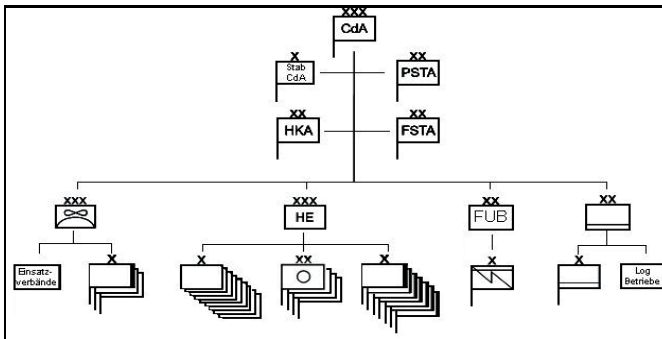 XXX
CdA
X
Stab
CdA
XX
PSTA
XX
HKA
XX
FSTA
XXX
XXX
HE
XX
FUB
XX
Einsatz-
verbände
X
X
XX
X
X
X
Log
Betriebe